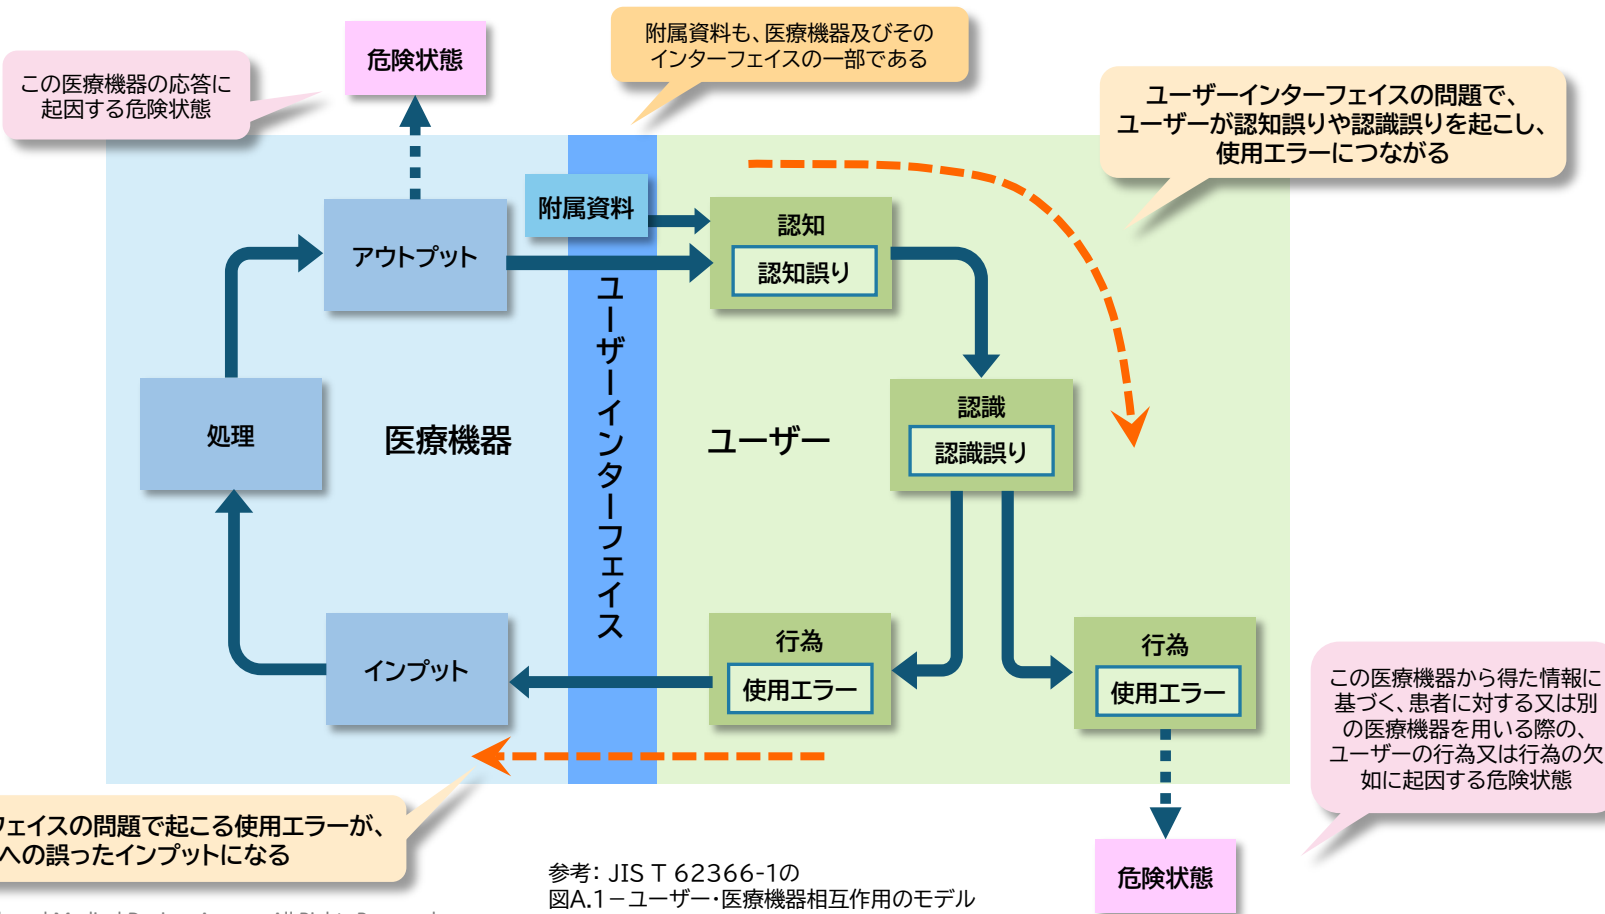 危険状態
附属資料も、医療機器及びその
インターフェイスの一部である
この医療機器の応答に
起因する危険状態
ユーザーインターフェイスの問題で、
ユーザーが認知誤りや認識誤りを起こし、
使用エラーにつながる
附属資料
認知
認知誤り
アウトプット
ユーザーインターフェイス
処理
医療機器
ユーザー
認識
認識誤り
インプット
行為
使用エラー
行為
使用エラー
この医療機器から得た情報に
基づく、患者に対する又は別
の医療機器を用いる際の、
ユーザーの行為又は行為の欠
如に起因する危険状態
フェイスの問題で起こる使用エラーが、
への誤ったインプットになる
危険状態
参考: JIS T 62366-1の
図A.1－ユーザー・医療機器相互作用のモデル